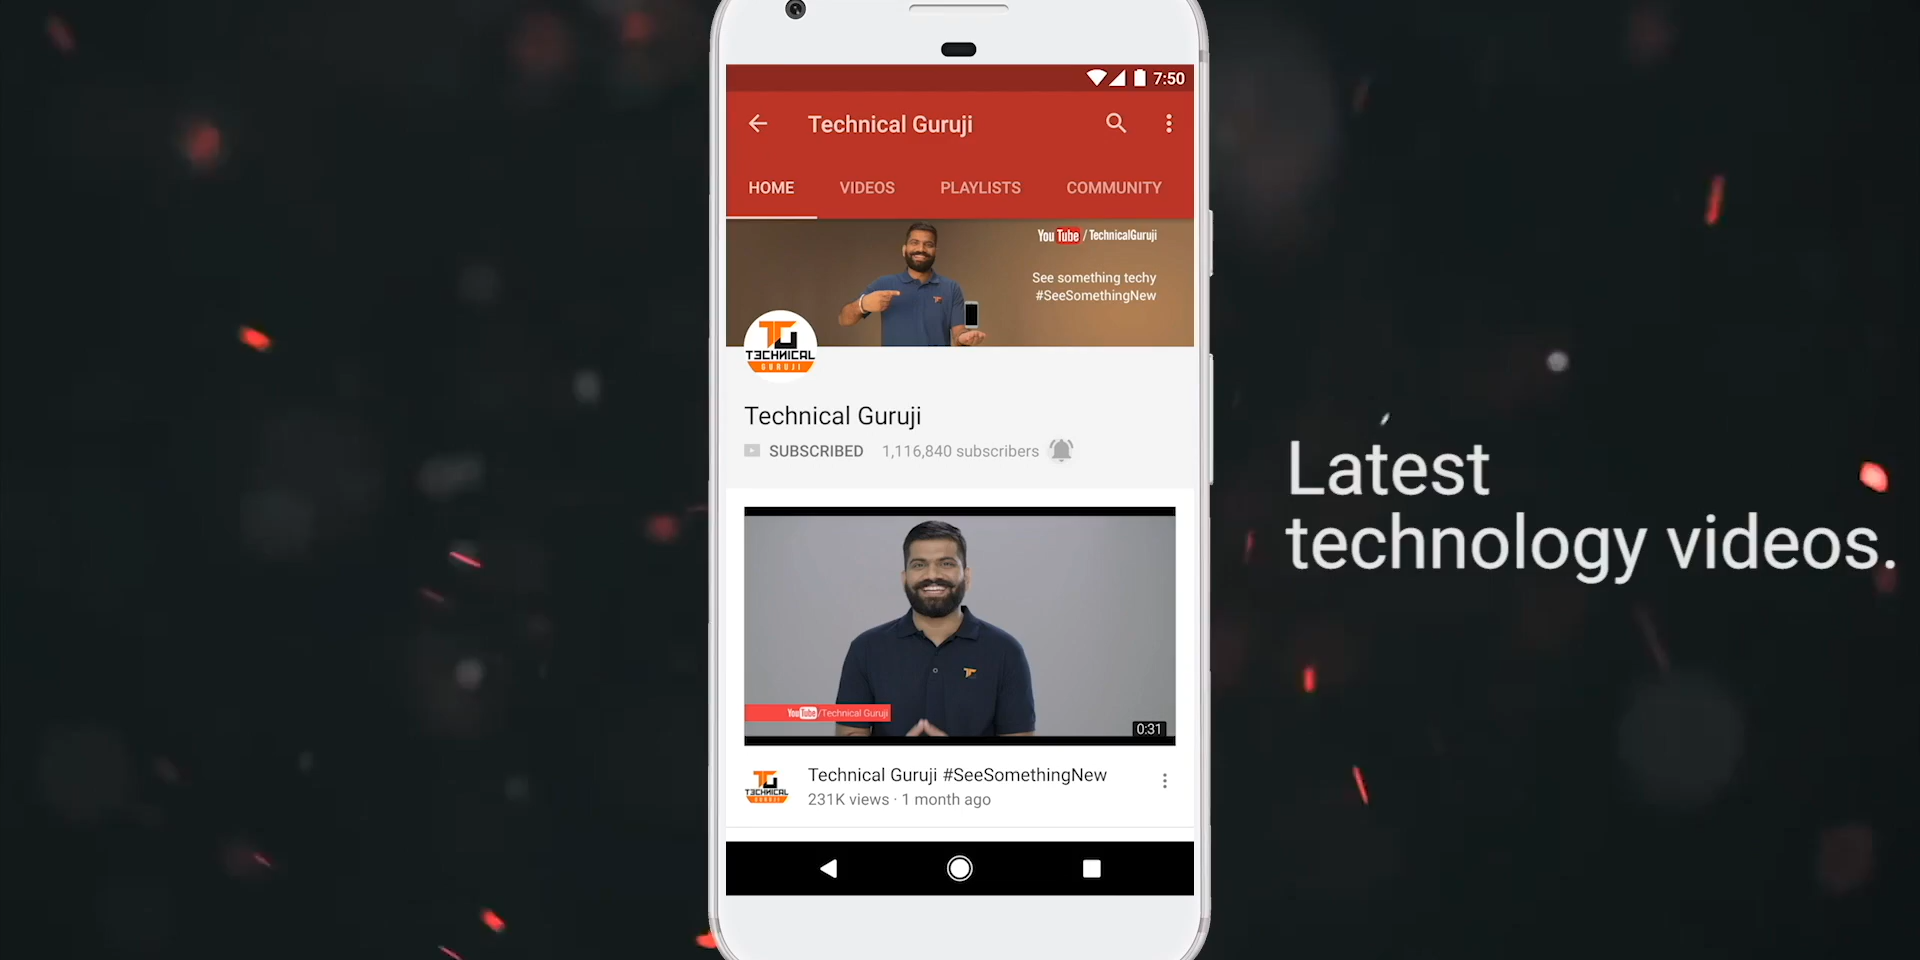 7:50
Technical Guruji
HOME VIDEOS PLAYLISTS COMMUNITY
YouTube / TechnicalGuruji
See something techy
#SeeSomethingNew
TECHNICAL
GURUJI
Technical Guruji
SUBSCRIBED 1,116,840 subscribers
Latest
technology videos.
YouTube/Technical Guruji
0:31
Technical Guruji #SeeSomethingNew
231K views · 1 month ago
TECHNICAL
GURUJI